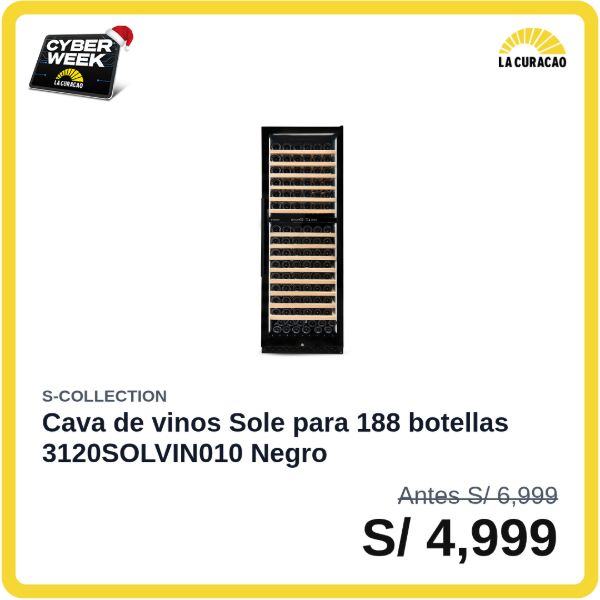 CYBER
WEEK
LA CURACAO
LA CURACAO
S-COLLECTION
Cava de vinos Sole para 188 botellas
3120SOLVIN010 Negro
Antes S/ 6,999
S/ 4,999